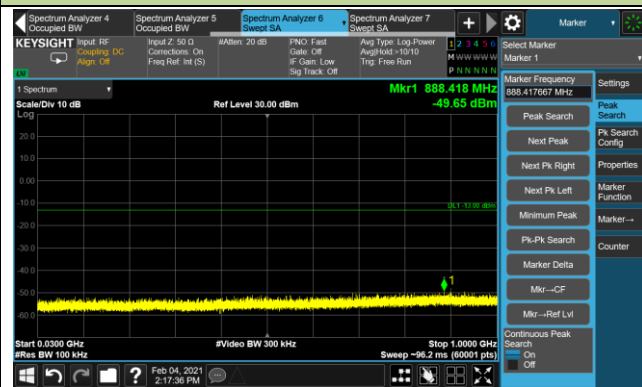 Spectrum Analyzer 4
Occupied BW
Spectrum Analyzer 5
Occupied BW
Spectrum Analyzer 6
Swept SA
Spectrum Analyzer 7
Swept SA
Marker
KEYSIGHT
Input: RF
Coupling: DC
Align: Off
Input Z: 50 Ω
Corrections: On
Freq Ref: Int (S)
#Atten: 20 dB
PNO: Fast
Gate: Off
IF Gain: Low
Sig Track: Off
Avg Type: Log-Power
Avg|Hold:>10/10
Trig: Free Run
1 2 3 4 5 6
M W W W W W
P N N N N N
LXI
Select Marker
Marker 1
1 Spectrum
Scale/Div 10 dB
Log
Ref Level 30.00 dBm
Mkr1 888.418 MHz
-49.65 dBm
20.0
10.0
0.00
-10.0
-20.0
-30.0
-40.0
-50.0
-60.0
DL1 -13.00 dBm
1
Start 0.0300 GHz
#Res BW 100 kHz
#Video BW 300 kHz
Stop 1.0000 GHz
Sweep ~96.2 ms (60001 pts)
Marker Frequency
888.417667 MHz
Peak Search
Next Peak
Next Pk Right
Next Pk Left
Minimum Peak
Pk-Pk Search
Marker Delta
Mkr→CF
Mkr→Ref Lvl
Continuous Peak
Search
On
Off
Settings
Peak
Search
Pk Search
Config
Properties
Marker
Function
Marker→
Counter
Feb 04, 2021
2:17:36 PM